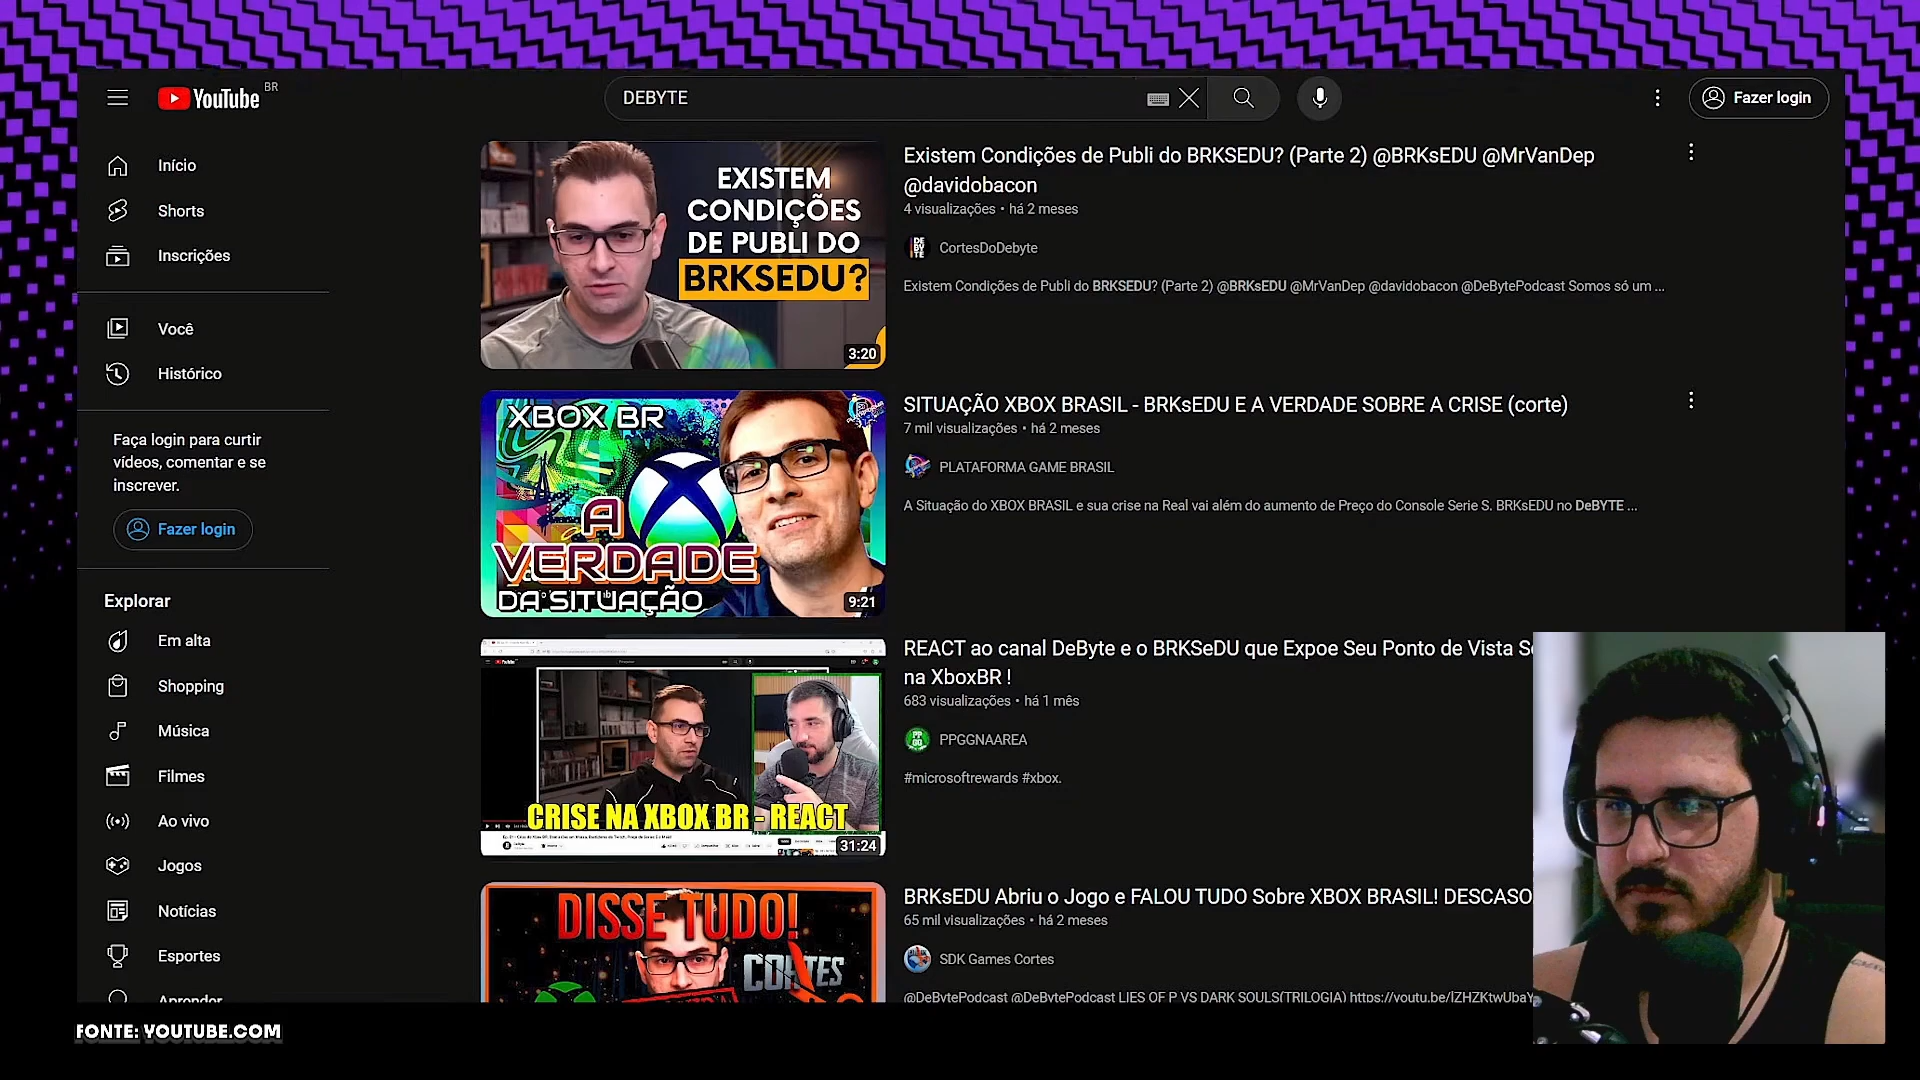 YouTube BR
DEBYTE
Fazer login
Início
Shorts
Inscrições
Você
Histórico
Faça login para curtir
vídeos, comentar e se
inscrever.
Fazer login
Explorar
Em alta
Shopping
Música
Filmes
Ao vivo
Jogos
Notícias
Esportes
Aprender
EXISTEM
CONDIÇÕES
DE PUBLI DO
BRKSEDU?
3:20
Existem Condições de Publi do BRKSEDU? (Parte 2) @BRKsEDU @MrVanDep
@davidobacon
4 visualizações • há 2 meses
DE BY TE
CortesDoDebyte
Existem Condições de Publi do BRKSEDU? (Parte 2) @BRKsEDU @MrVanDep @davidobacon @DeBytePodcast Somos só um ...
XBOX BR
A
VERDADE
DA SITUAÇÃO
9:21
SITUAÇÃO XBOX BRASIL - BRKsEDU E A VERDADE SOBRE A CRISE (corte)
7 mil visualizações • há 2 meses
PLATAFORMA GAME BRASIL
A Situação do XBOX BRASIL e sua crise na Real vai além do aumento de Preço do Console Serie S. BRKsEDU no DeBYTE ...
CRISE NA XBOX BR - REACT
31:24
REACT ao canal DeByte e o BRKSeDU que Expoe Seu Ponto de Vista
na XboxBR !
683 visualizações • há 1 mês
PPGGNAAREA
#microsoftrewards #xbox.
DISSE TUDO!
CORTES
BRKsEDU Abriu o Jogo e FALOU TUDO Sobre XBOX BRASIL! DESCASO
65 mil visualizações • há 2 meses
SDK Games Cortes
@DeBytePodcast @DeBytePodcast LIES OF P VS DARK SOULS(TRILOGIA)
FONTE: YOUTUBE.COM